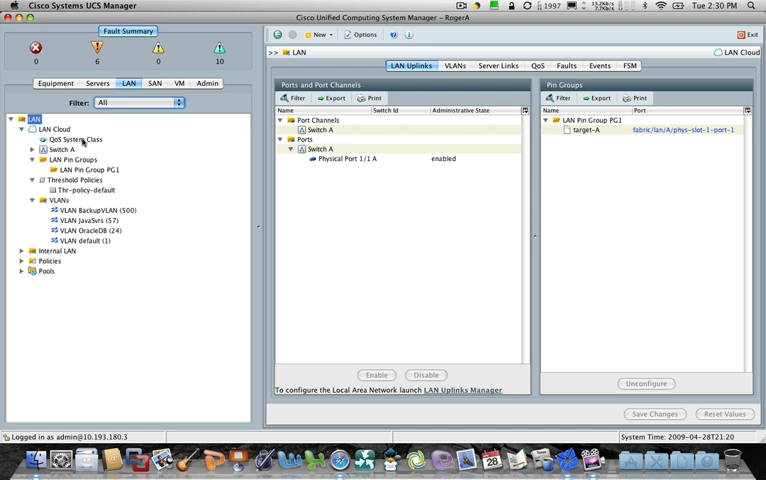 Cisco Systems UCS Manager
1997
13.2KB/s
7.7KB/s
Tue 2:30 PM
Cisco Unified Computing System Manager - RogerA
Fault Summary
0 6 0 10
New Options Exit
>> LAN LAN Cloud
Equipment Servers LAN SAN VM Admin
Filter: All
LAN
LAN Cloud
QoS System Class
Switch A
LAN Pin Groups
LAN Pin Group PG1
Threshold Policies
Thr-policy-default
VLANs
VLAN BackupVLAN (500)
VLAN JavaSvrs (57)
VLAN OracleDB (24)
VLAN default (1)
Internal LAN
Policies
Pools
LAN Uplinks VLANs Server Links QoS Faults Events FSM
Ports and Port Channels
Filter Export Print
Name Switch Id Administrative State
Port Channels
Switch A
Ports
Switch A
Physical Port 1/1 A enabled
Enable Disable
To configure the Local Area Network launch LAN Uplinks Manager
Pin Groups
Filter Export Print
Name Port
LAN Pin Group PG1
target-A fabric/lan/A/phys-slot-1-port-1
Unconfigure
Save Changes Reset Values
Logged in as admin@10.193.180.3 System Time: 2009-04-28T21:20
28